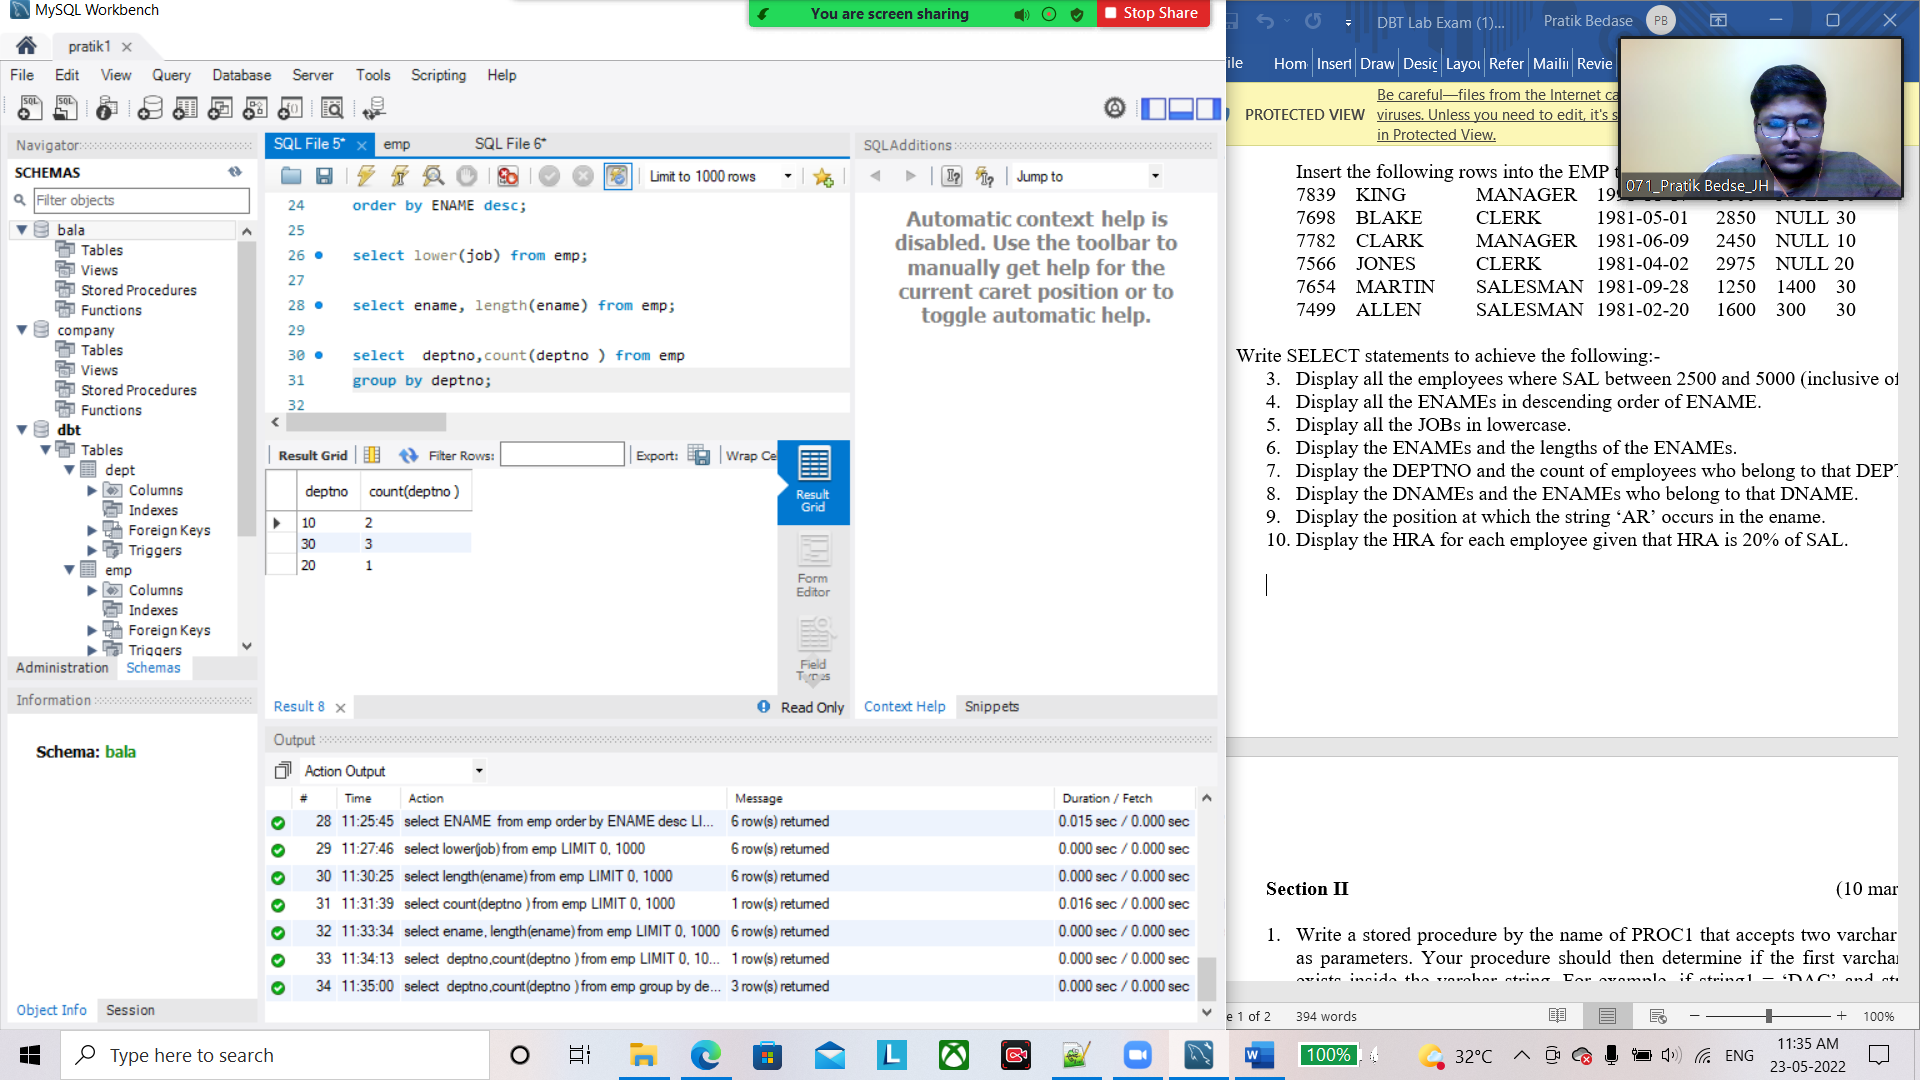 MySQL Workbench
You are screen sharing
Stop Share
pratik1
File Edit View Query Database Server Tools Scripting Help
Navigator
SCHEMAS
Filter objects
bala
Tables
Views
Stored Procedures
Functions
company
Tables
Views
Stored Procedures
Functions
dbt
Tables
dept
Columns
Indexes
Foreign Keys
Triggers
emp
Columns
Indexes
Foreign Keys
Triggers
Administration Schemas
Information
Schema: bala
Object Info Session
SQL File 5* emp SQL File 6*
Limit to 1000 rows
24 order by ENAME desc;
25
26 select lower(job) from emp;
27
28 select ename, length(ename) from emp;
29
30 select deptno,count(deptno ) from emp
31 group by deptno;
32
Result Grid Filter Rows: Export: Wrap Cel
deptno count(deptno )
10 2
30 3
20 1
Result Grid
Form Editor
Field Types
Result 8
Read Only
SQLAdditions
Jump to
Automatic context help is
disabled. Use the toolbar to
manually get help for the
current caret position or to
toggle automatic help.
Context Help Snippets
Output
Action Output
# Time Action Message Duration / Fetch
28 11:25:45 select ENAME from emp order by ENAME desc LI... 6 row(s) returned 0.015 sec / 0.000 sec
29 11:27:46 select lower(job) from emp LIMIT 0, 1000 6 row(s) returned 0.000 sec / 0.000 sec
30 11:30:25 select length(ename) from emp LIMIT 0, 1000 6 row(s) returned 0.000 sec / 0.000 sec
31 11:31:39 select count(deptno ) from emp LIMIT 0, 1000 1 row(s) returned 0.016 sec / 0.000 sec
32 11:33:34 select ename, length(ename) from emp LIMIT 0, 1000 6 row(s) returned 0.000 sec / 0.000 sec
33 11:34:13 select deptno,count(deptno ) from emp LIMIT 0, 10... 1 row(s) returned 0.000 sec / 0.000 sec
34 11:35:00 select deptno,count(deptno ) from emp group by de... 3 row(s) returned 0.000 sec / 0.000 sec
DBT Lab Exam (1)... Pratik Bedase PB
ile Hom Insert Draw Desig Layou Refer Mailin Revie
PROTECTED VIEW
Be careful—files from the Internet ca
viruses. Unless you need to edit, it's s
in Protected View.
071_Pratik Bedse_JH
Insert the following rows into the EMP
7839 KING MANAGER
7698 BLAKE CLERK 1981-05-01 2850 NULL 30
7782 CLARK MANAGER 1981-06-09 2450 NULL 10
7566 JONES CLERK 1981-04-02 2975 NULL 20
7654 MARTIN SALESMAN 1981-09-28 1250 1400 30
7499 ALLEN SALESMAN 1981-02-20 1600 300 30
Write SELECT statements to achieve the following:-
3. Display all the employees where SAL between 2500 and 5000 (inclusive of
4. Display all the ENAMEs in descending order of ENAME.
5. Display all the JOBs in lowercase.
6. Display the ENAMEs and the lengths of the ENAMEs.
7. Display the DEPTNO and the count of employees who belong to that DEPT
8. Display the DNAMEs and the ENAMEs who belong to that DNAME.
9. Display the position at which the string ‘AR’ occurs in the ename.
10. Display the HRA for each employee given that HRA is 20% of SAL.
Section II (10 mar
1. Write a stored procedure by the name of PROC1 that accepts two varchar
as parameters. Your procedure should then determine if the first varchar
exists inside the varchar string. For example, if string1 = ‘DAC’ and str
e 1 of 2 394 words 100%
Type here to search
100% 32°C ENG 11:35 AM
23-05-2022